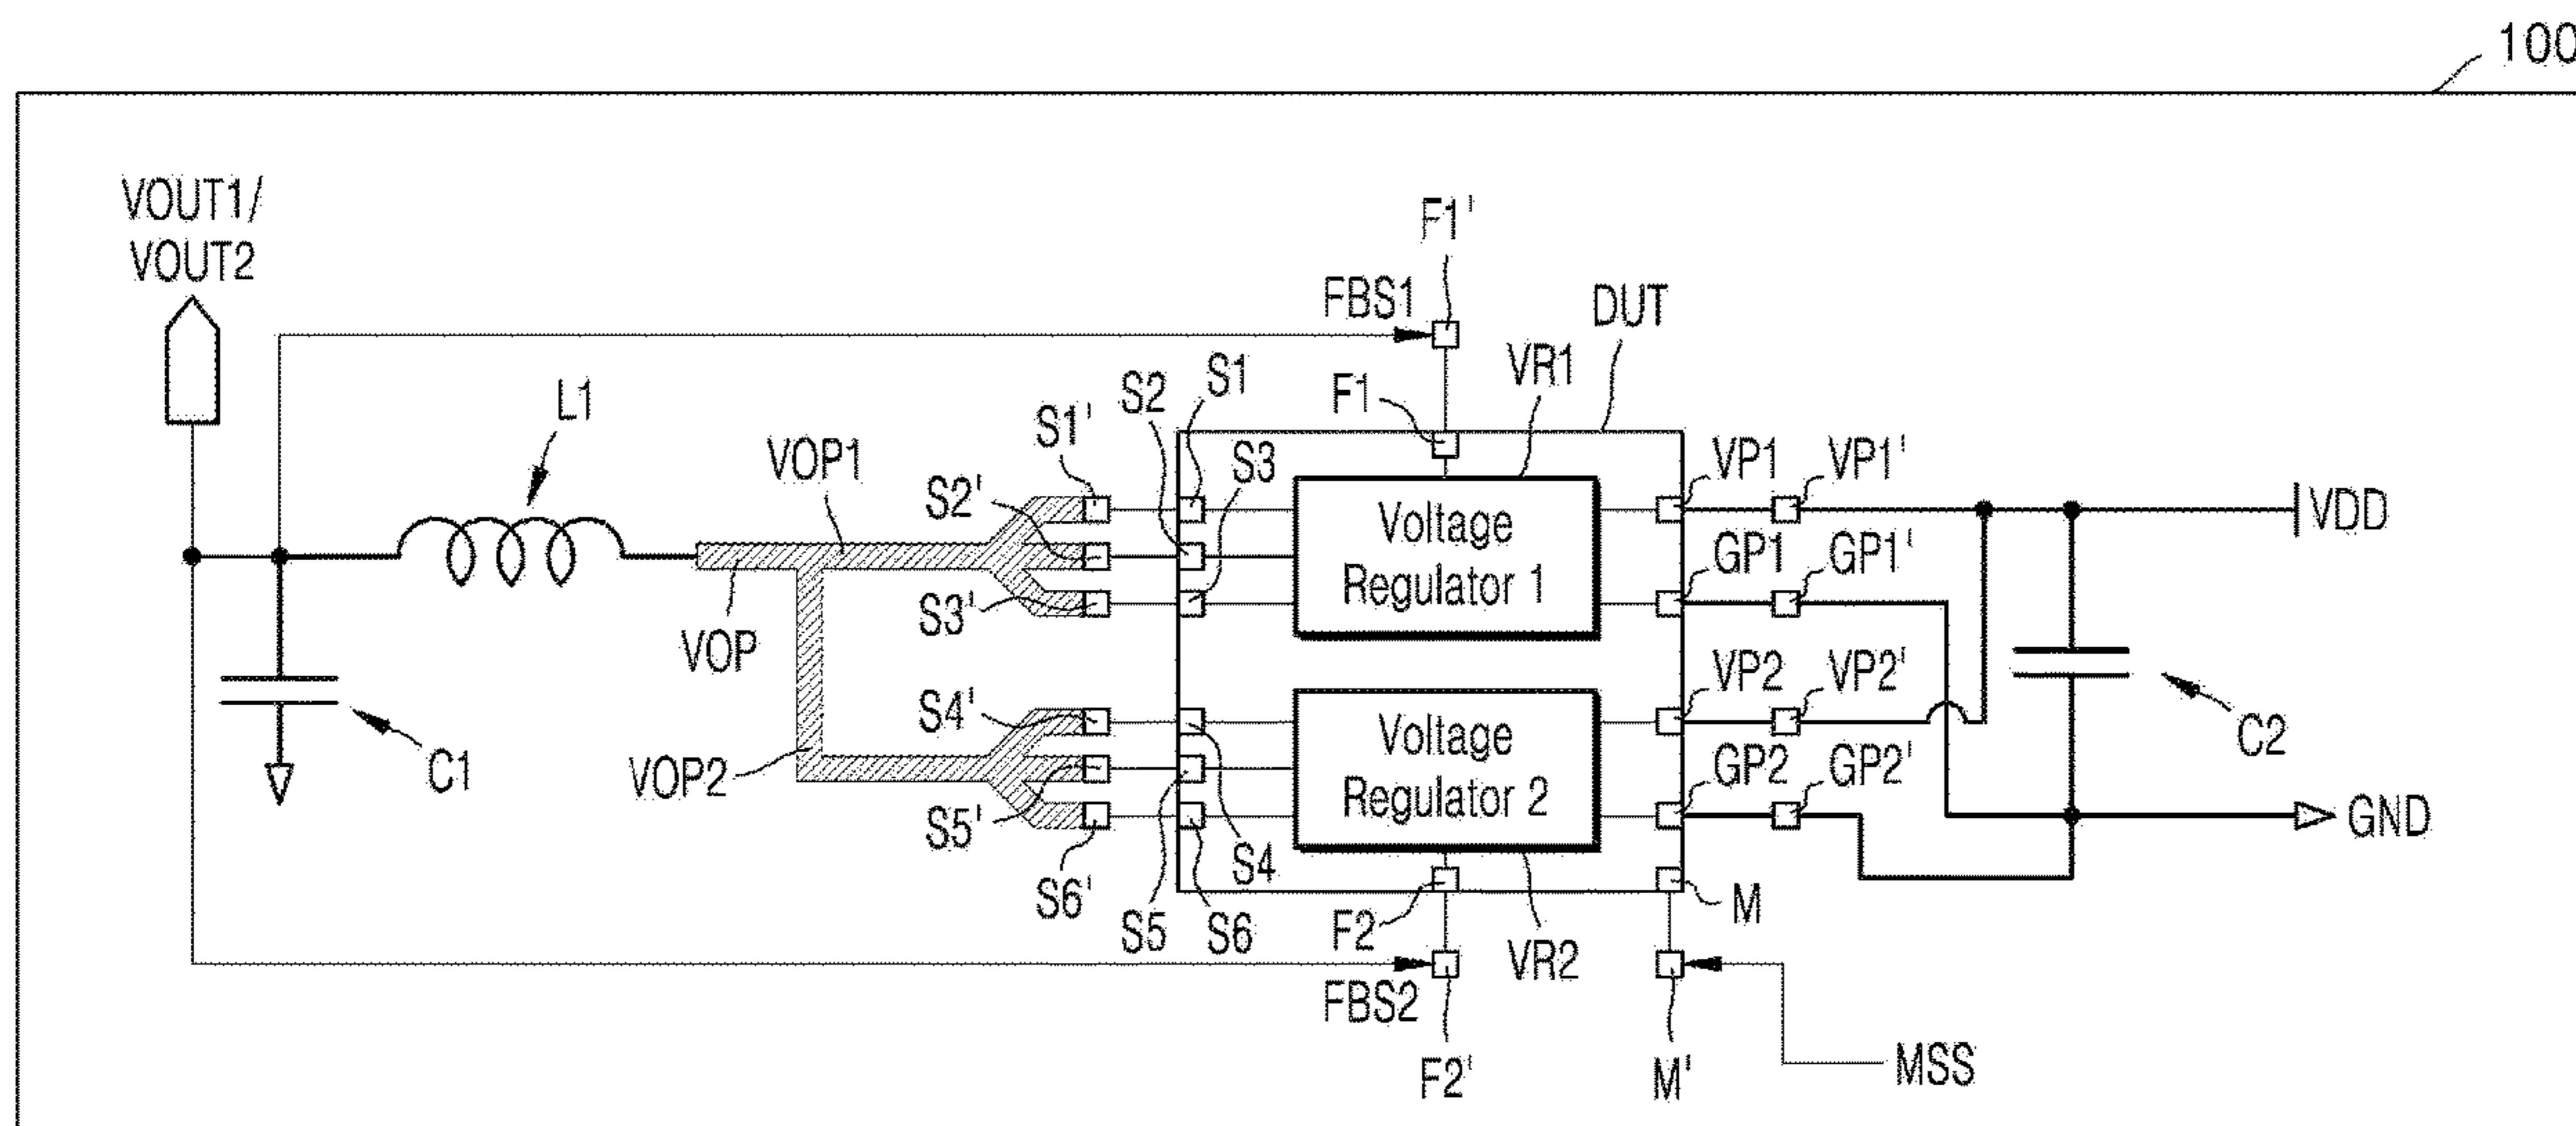 100
VOUT1/
VOUT2
F1'
FBS1
DUT
L1
S1
S2
F1
VR1
S1'
VOP1
S3
VP1
VP1'
S2'
Voltage
Regulator 1
VDD
GP1
GP1'
S3'
VOP
VP2
VP2'
S4'
Voltage
Regulator 2
C1
VOP2
GP2
GP2'
C2
S5'
S4
GND
S6'
S5
S6
F2
VR2
M
FBS2
F2'
M'
MSS